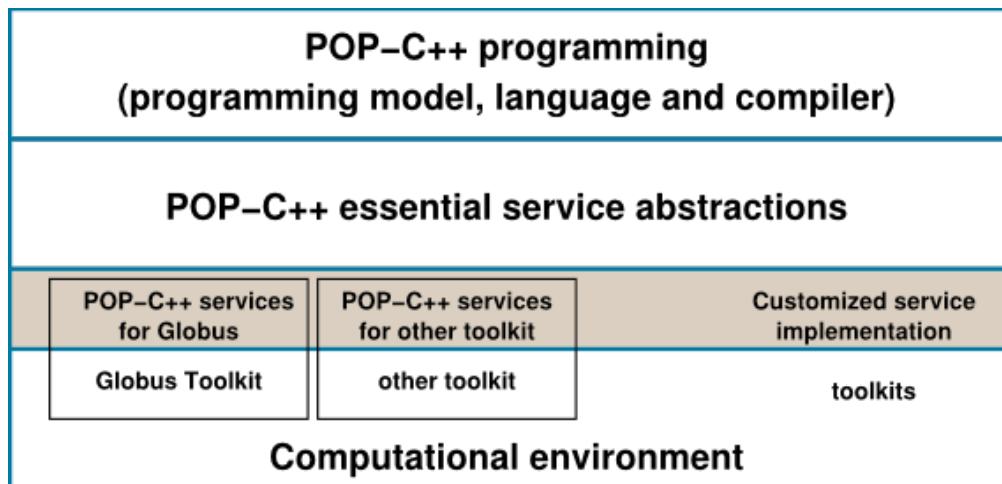 POP−C++ programming
(programming model, language and compiler)
POP−C++ essential service abstractions
POP−C++ services
for Globus
POP−C++ services
for other toolkit
Customized service
implementation
Globus Toolkit
other toolkit
toolkits
Computational environment